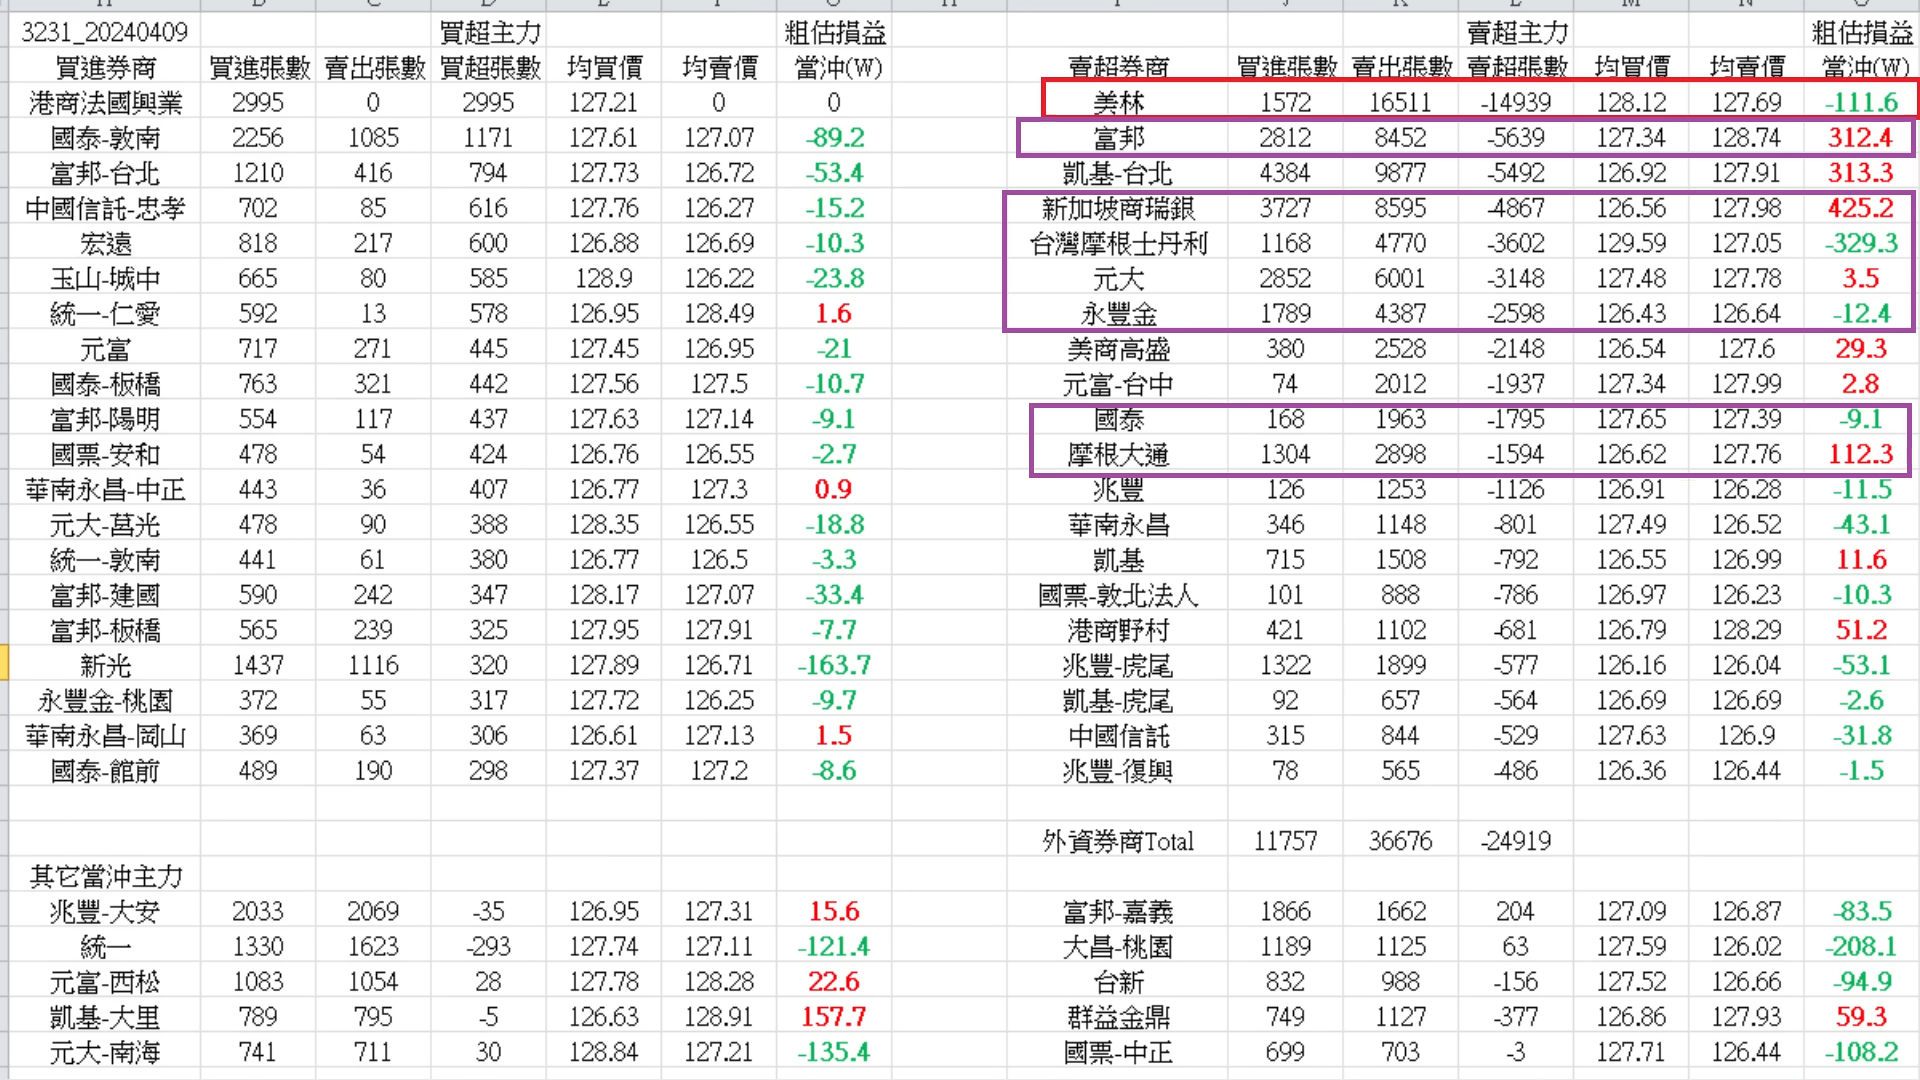 3231_20240409 買超主力 粗估損益 賣超主力 粗估損益
買進券商 買進張數 賣出張數 買超張數 均買價 均賣價 當沖(W) 賣超券商 買進張數 賣出張數 賣超張數 均買價 均賣價 當沖(W)
港商法國興業 2995 0 2995 127.21 0 0 美林 1572 16511 -14939 128.12 127.69 -111.6
國泰-敦南 2256 1085 1171 127.61 127.07 -89.2 富邦 2812 8452 -5639 127.34 128.74 312.4
富邦-台北 1210 416 794 127.73 126.72 -53.4 凱基-台北 4384 9877 -5492 126.92 127.91 313.3
中國信託-忠孝 702 85 616 127.76 126.27 -15.2 新加坡商瑞銀 3727 8595 -4867 126.56 127.98 425.2
宏遠 818 217 600 126.88 126.69 -10.3 台灣摩根士丹利 1168 4770 -3602 129.59 127.05 -329.3
玉山-城中 665 80 585 128.9 126.22 -23.8 元大 2852 6001 -3148 127.48 127.78 3.5
統一-仁愛 592 13 578 126.95 128.49 1.6 永豐金 1789 4387 -2598 126.43 126.64 -12.4
元富 717 271 445 127.45 126.95 -21 美商高盛 380 2528 -2148 126.54 127.6 29.3
國泰-板橋 763 321 442 127.56 127.5 -10.7 元富-台中 74 2012 -1937 127.34 127.99 2.8
富邦-陽明 554 117 437 127.63 127.14 -9.1 國泰 168 1963 -1795 127.65 127.39 -9.1
國票-安和 478 54 424 126.76 126.55 -2.7 摩根大通 1304 2898 -1594 126.62 127.76 112.3
華南永昌-中正 443 36 407 126.77 127.3 0.9 兆豐 126 1253 -1126 126.91 126.28 -11.5
元大-莒光 478 90 388 128.35 126.55 -18.8 華南永昌 346 1148 -801 127.49 126.52 -43.1
統一-敦南 441 61 380 126.77 126.5 -3.3 凱基 715 1508 -792 126.55 126.99 11.6
富邦-建國 590 242 347 128.17 127.07 -33.4 國票-敦北法人 101 888 -786 126.97 126.23 -10.3
富邦-板橋 565 239 325 127.95 127.91 -7.7 港商野村 421 1102 -681 126.79 128.29 51.2
新光 1437 1116 320 127.89 126.71 -163.7 兆豐-虎尾 1322 1899 -577 126.16 126.04 -53.1
永豐金-桃園 372 55 317 127.72 126.25 -9.7 凱基-虎尾 92 657 -564 126.69 126.69 -2.6
華南永昌-岡山 369 63 306 126.61 127.13 1.5 中國信託 315 844 -529 127.63 126.9 -31.8
國泰-館前 489 190 298 127.37 127.2 -8.6 兆豐-復興 78 565 -486 126.36 126.44 -1.5
外資券商Total 11757 36676 -24919
其它當沖主力
兆豐-大安 2033 2069 -35 126.95 127.31 15.6 富邦-嘉義 1866 1662 204 127.09 126.87 -83.5
統一 1330 1623 -293 127.74 127.11 -121.4 大昌-桃園 1189 1125 63 127.59 126.02 -208.1
元富-西松 1083 1054 28 127.78 128.28 22.6 台新 832 988 -156 127.52 126.66 -94.9
凱基-大里 789 795 -5 126.63 128.91 157.7 群益金鼎 749 1127 -377 126.86 127.93 59.3
元大-南海 741 711 30 128.84 127.21 -135.4 國票-中正 699 703 -3 127.71 126.44 -108.2